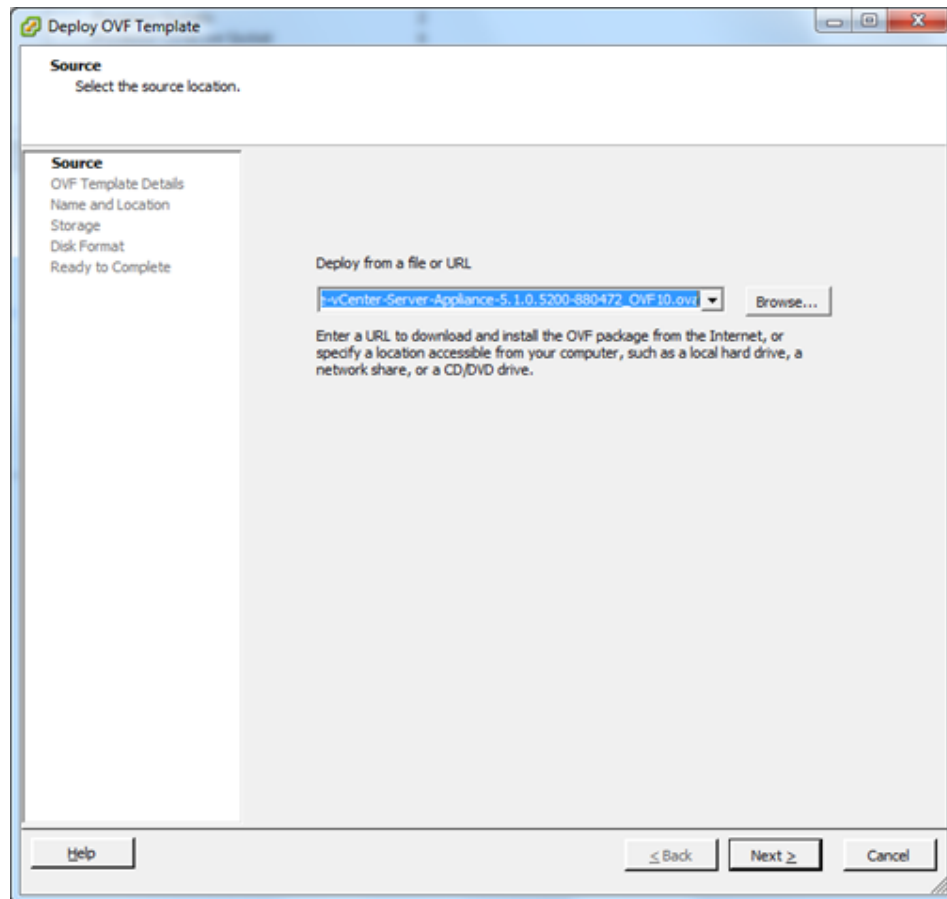 Deploy OVF Template
Source
Select the source location.
Source
OVF Template Details
Name and Location
Storage
Disk Format
Ready to Complete
Deploy from a file or URL
e-vCenter-Server-Appliance-5.1.0.5200-880472_OVF10.ova
Browse...
Enter a URL to download and install the OVF package from the Internet, or
specify a location accessible from your computer, such as a local hard drive, a
network share, or a CD/DVD drive.
Help
< Back
Next >
Cancel